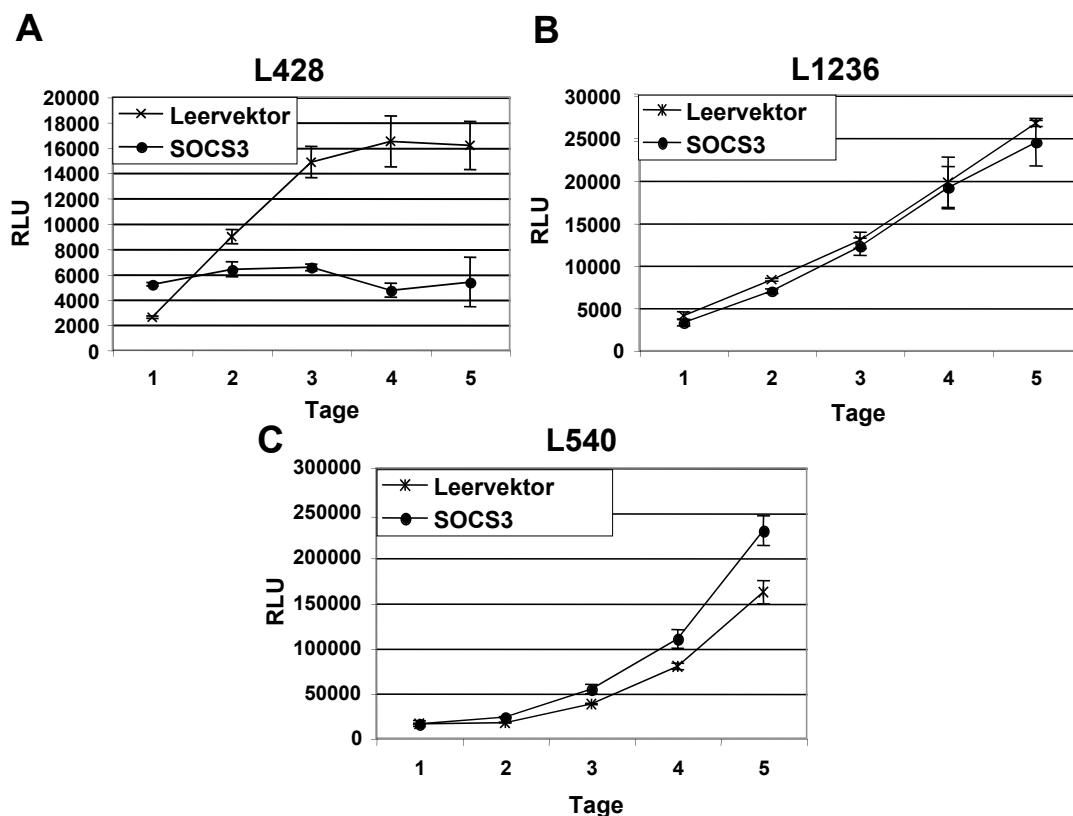 A
L428
20000
18000
16000
14000
12000
10000
8000
6000
4000
2000
0
RLU
Leervektor
SOCS3
1 2 3 4 5
Tage
B
L1236
30000
25000
20000
15000
10000
5000
0
RLU
Leervektor
SOCS3
1 2 3 4 5
Tage
C
L540
300000
250000
200000
150000
100000
50000
0
RLU
Leervektor
SOCS3
1 2 3 4 5
Tage